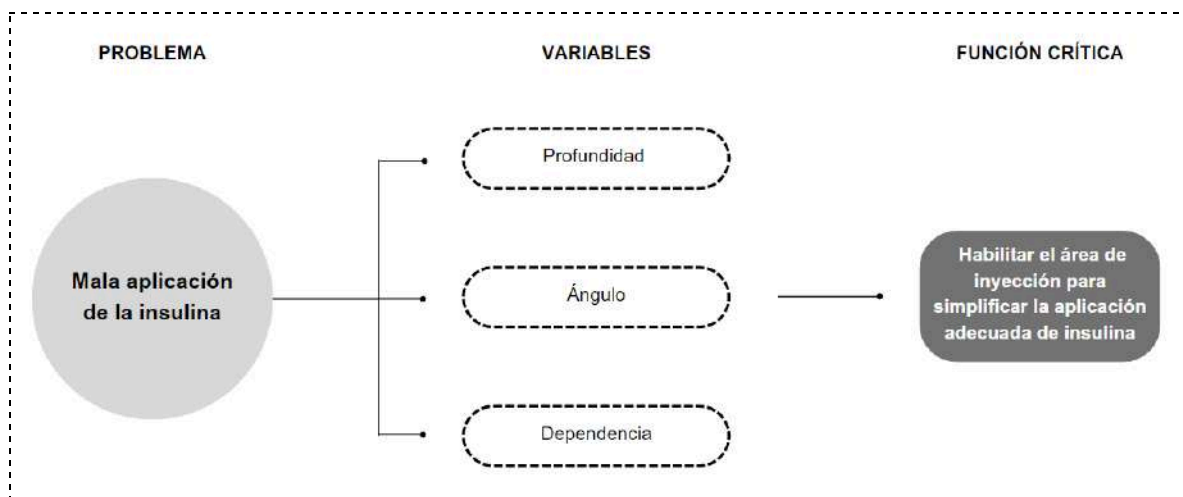 PROBLEMA
VARIABLES
FUNCIÓN CRÍTICA
Mala aplicación
de la insulina
Profundidad
Ángulo
Dependencia
Habilitar el área de
inyección para
simplificar la aplicación
adecuada de insulina